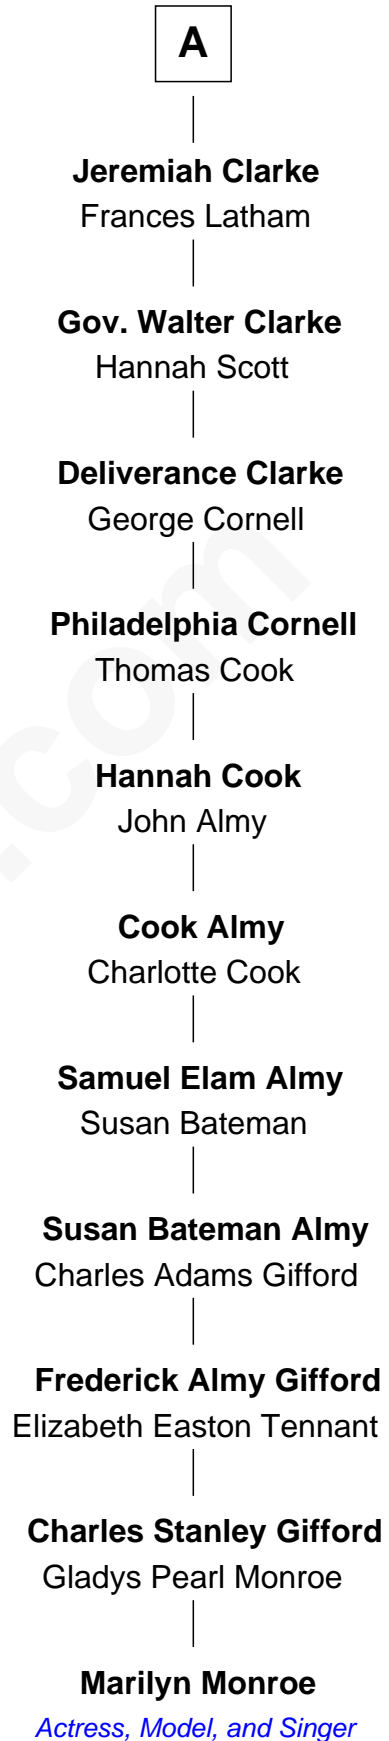 A
Jeremiah Clarke
Frances Latham
Gov. Walter Clarke
Hannah Scott
Deliverance Clarke
George Cornell
Philadelphia Cornell
Thomas Cook
Hannah Cook
John Almy
Cook Almy
Charlotte Cook
Samuel Elam Almy
Susan Bateman
Susan Bateman Almy
Charles Adams Gifford
Frederick Almy Gifford
Elizabeth Easton Tennant
Charles Stanley Gifford
Gladys Pearl Monroe
Marilyn Monroe
Actress, Model, and Singer
.com